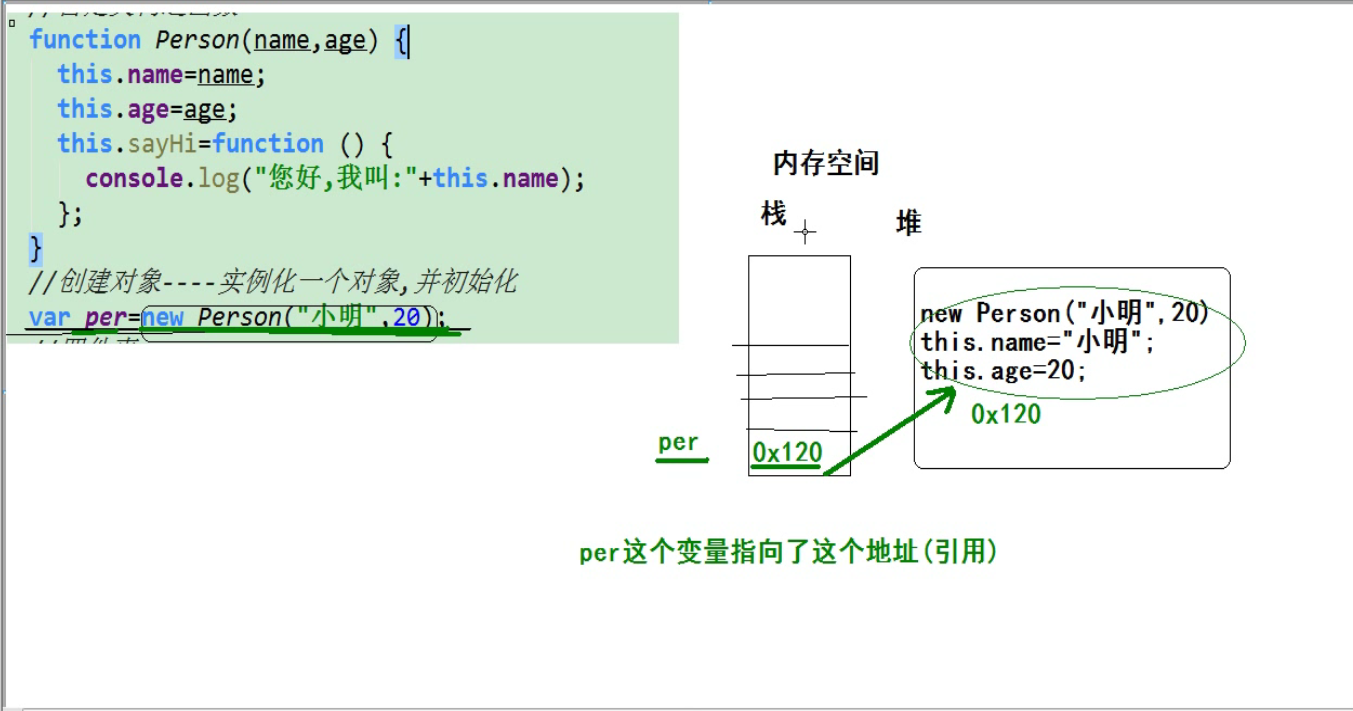 function Person(name,age) {
this.name=name;
this.age=age;
this.sayHi=function () {
console.log("您好,我叫:"+this.name);
};
}
//创建对象----实例化一个对象,并初始化
var per=new Person("小明",20);
内存空间
栈
堆
new Person("小明",20)
this.name="小明";
this.age=20;
0x120
per
0x120
per这个变量指向了这个地址(引用)